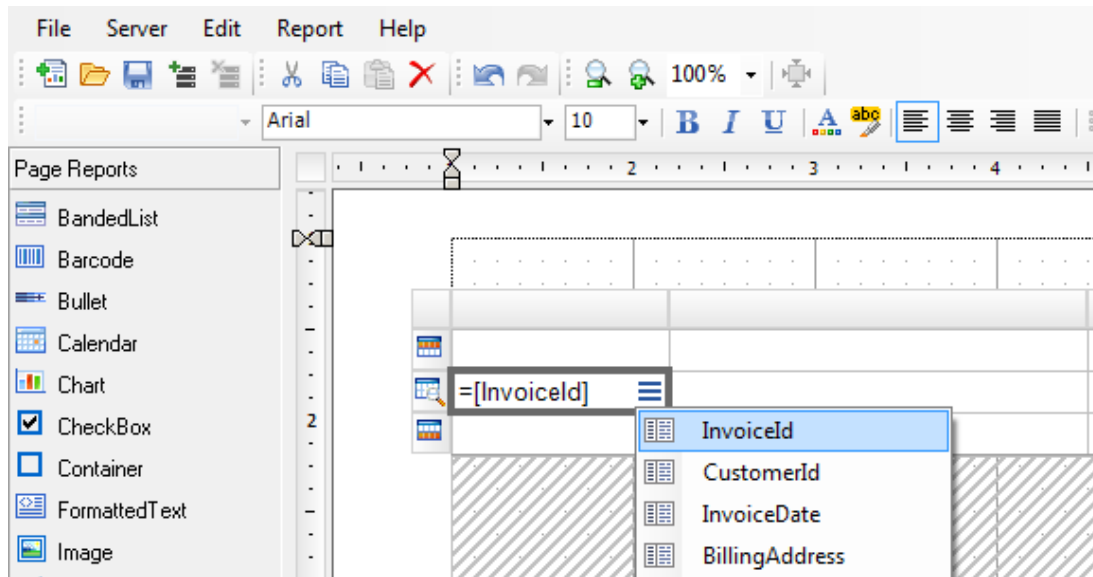 File Server Edit Report Help
100%
Arial 10 B I U A abc
Page Reports
2 3 4
BandedList
Barcode
Bullet
Calendar
Chart
CheckBox
Container
FormattedText
Image
2
=[InvoiceId]
InvoiceId
CustomerId
InvoiceDate
BillingAddress